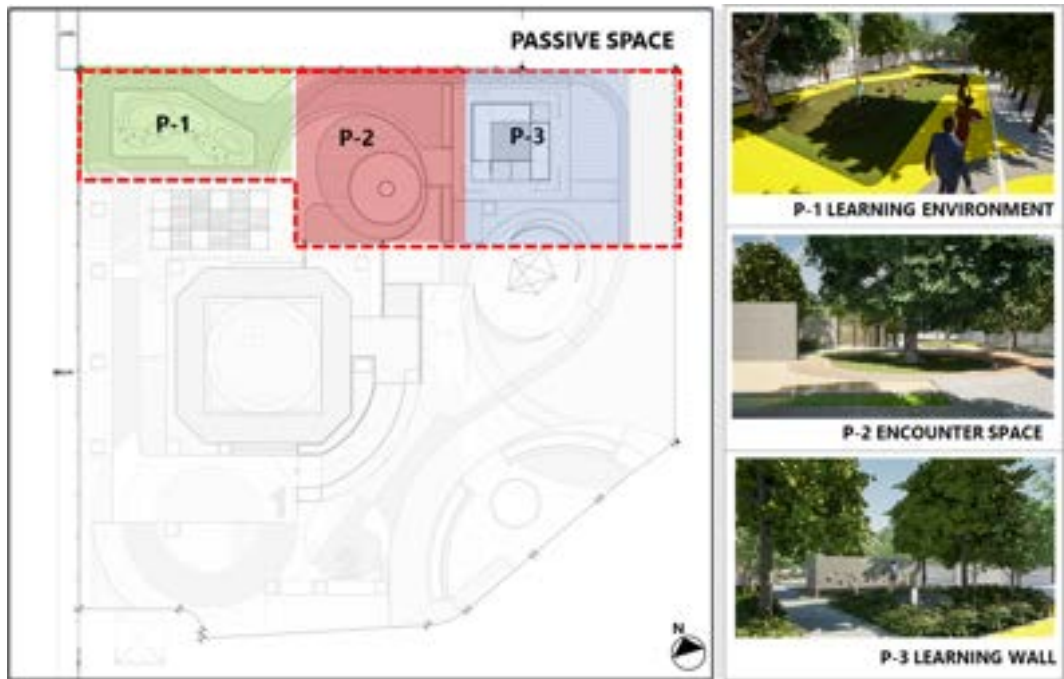 PASSIVE SPACE
P-1
P-2
P-3
N
P-1 LEARNING ENVIRONMENT
P-2 ENCOUNTER SPACE
P-3 LEARNING WALL